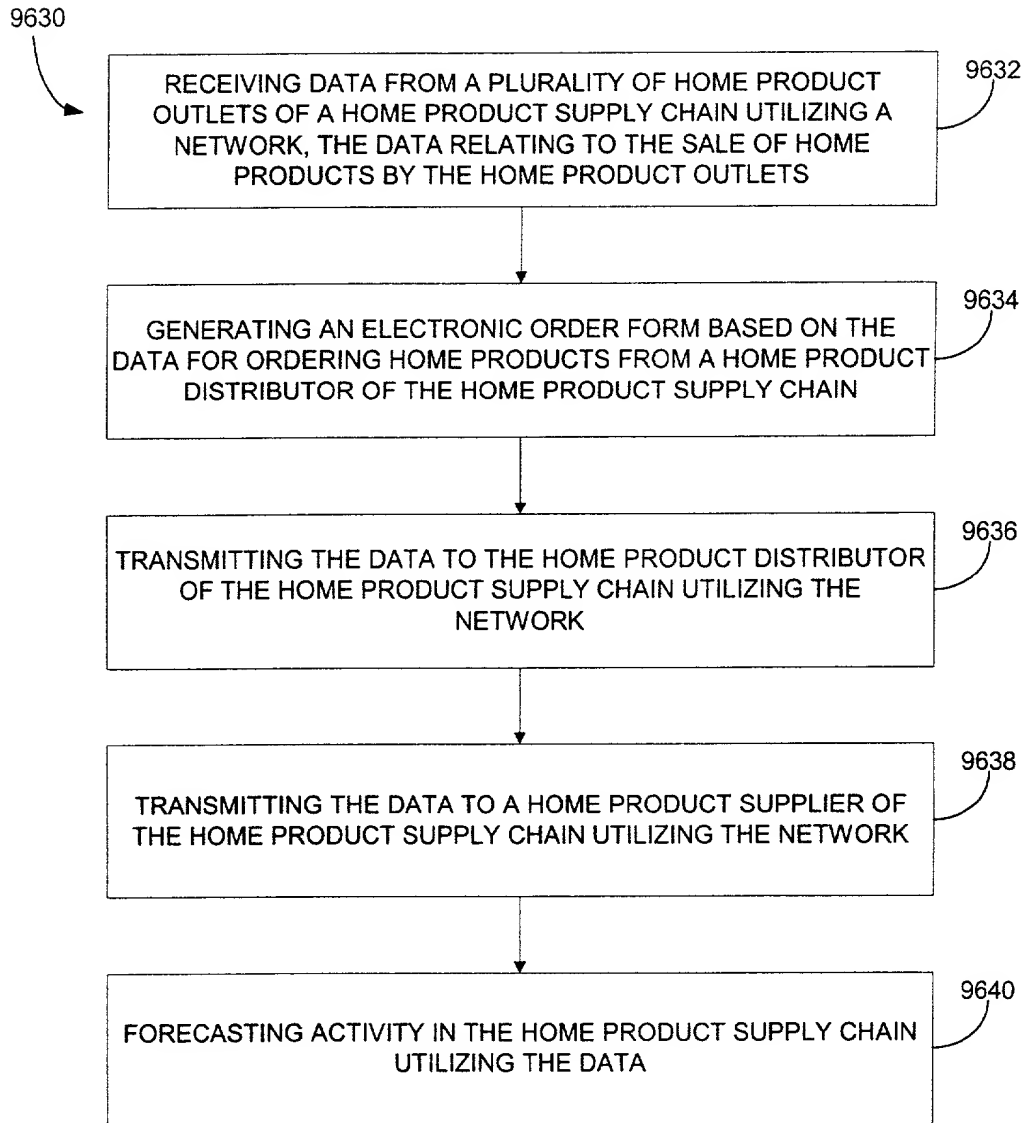 9630
RECEIVING DATA FROM A PLURALITY OF HOME PRODUCT
OUTLETS OF A HOME PRODUCT SUPPLY CHAIN UTILIZING A
NETWORK, THE DATA RELATING TO THE SALE OF HOME
PRODUCTS BY THE HOME PRODUCT OUTLETS
9632
GENERATING AN ELECTRONIC ORDER FORM BASED ON THE
DATA FOR ORDERING HOME PRODUCTS FROM A HOME PRODUCT
DISTRIBUTOR OF THE HOME PRODUCT SUPPLY CHAIN
9634
TRANSMITTING THE DATA TO THE HOME PRODUCT DISTRIBUTOR
OF THE HOME PRODUCT SUPPLY CHAIN UTILIZING THE
NETWORK
9636
TRANSMITTING THE DATA TO A HOME PRODUCT SUPPLIER OF
THE HOME PRODUCT SUPPLY CHAIN UTILIZING THE NETWORK
9638
FORECASTING ACTIVITY IN THE HOME PRODUCT SUPPLY CHAIN
UTILIZING THE DATA
9640